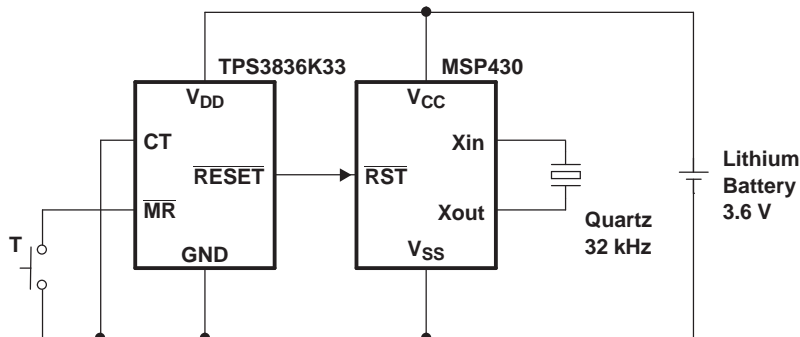 TPS3836K33
MSP430
VDD
VCC
CT
Xin
RESET
RST
MR
Xout
GND
VSS
T
Quartz
32 kHz
Lithium
Battery
3.6 V